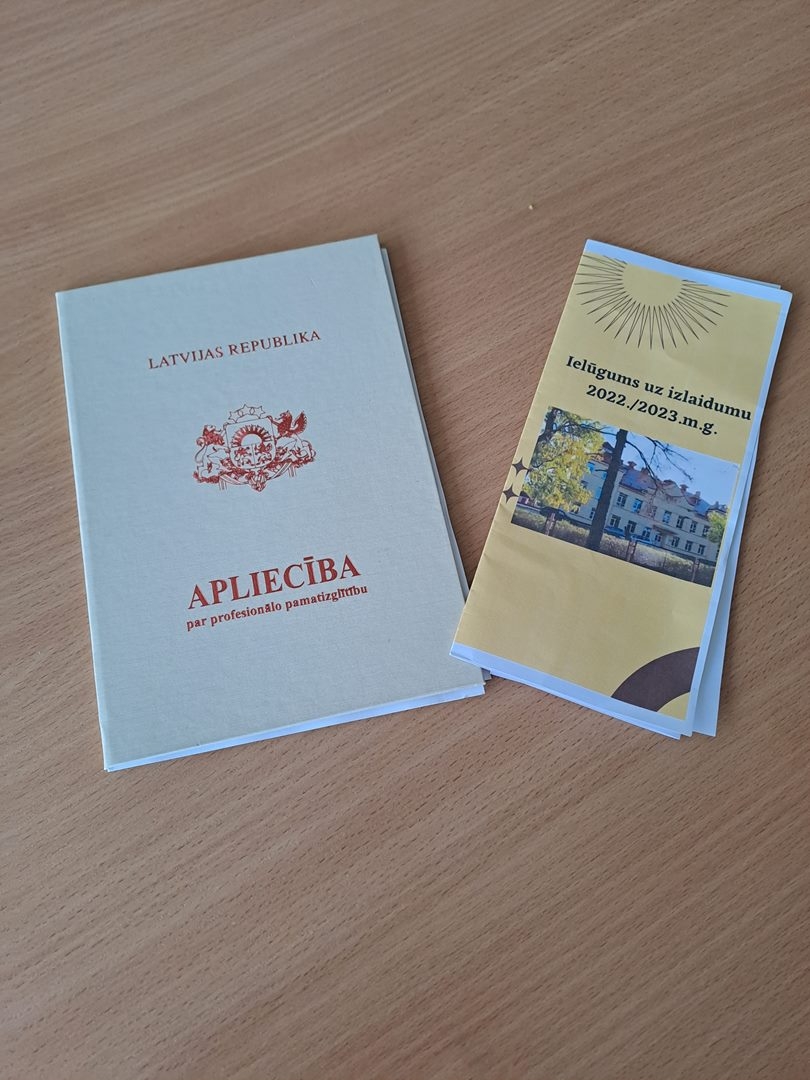 LATVIJAS REPUBLIKA
APLIECĪBA
par profesionālo pamatizglītību
Ielūgums uz izlaidumu
2022./2023.m.g.